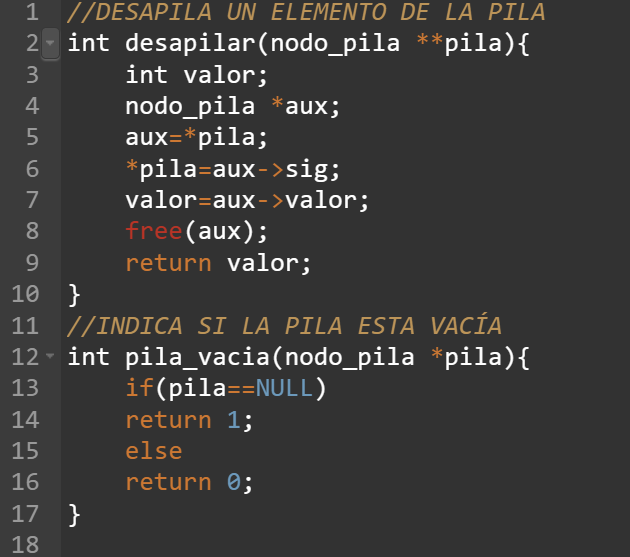 1 //DESAPILA UN ELEMENTO DE LA PILA
2 int desapilar(nodo_pila **pila){
3 int valor;
4 nodo_pila *aux;
5 aux=*pila;
6 *pila=aux->sig;
7 valor=aux->valor;
8 free(aux);
9 return valor;
10 }
11 //INDICA SI LA PILA ESTA VACÍA
12 int pila_vacia(nodo_pila *pila){
13 if(pila==NULL)
14 return 1;
15 else
16 return 0;
17 }
18